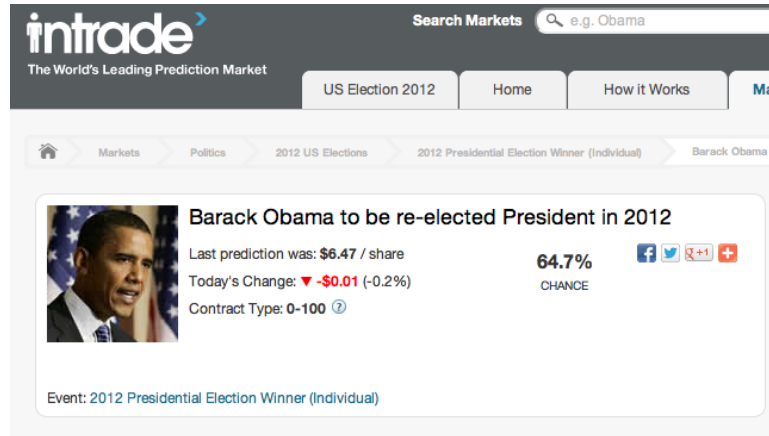 intrade
Search Markets e.g. Obama
The World's Leading Prediction Market
US Election 2012 Home How it Works Ma
Markets Politics 2012 US Elections 2012 Presidential Election Winner (Individual) Barack Obama
Barack Obama to be re-elected President in 2012
Last prediction was: $6.47 / share
64.7%
f g+1
Today's Change: ▼ -$0.01 (-0.2%)
CHANCE
Contract Type: 0-100 ?
Event: 2012 Presidential Election Winner (Individual)